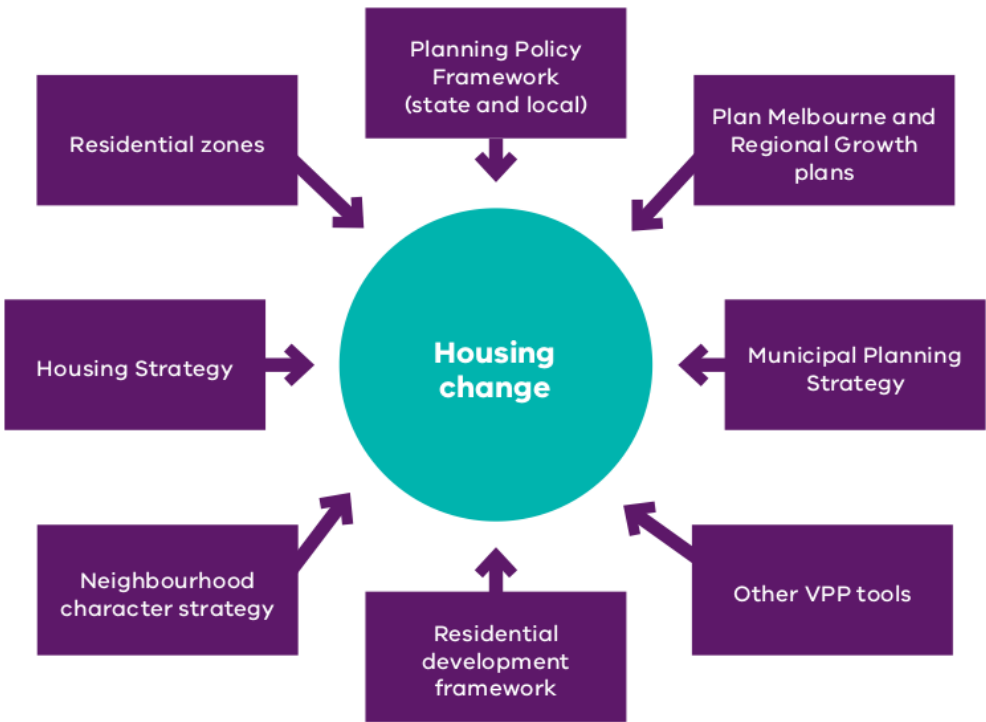 Planning Policy
Framework
(state and local)
Residential zones
Plan Melbourne and
Regional Growth
plans
Housing Strategy
Housing
change
Municipal Planning
Strategy
Neighbourhood
character strategy
Residential
development
framework
Other VPP tools